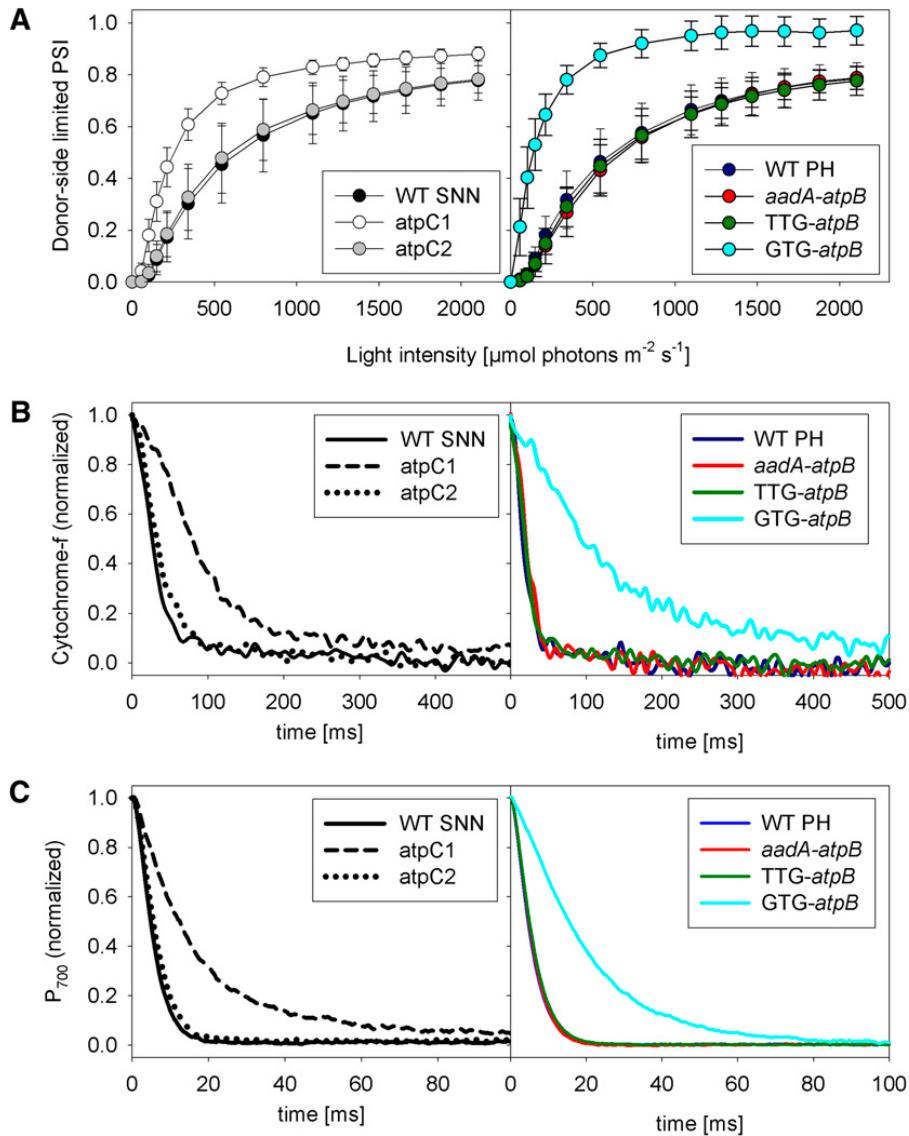 A
Donor-side limited PSI
1.0
0.8
0.6
0.4
0.2
0.0
WT SNN
atpC1
atpC2
WT PH
aadA-atpB
TTG-atpB
GTG-atpB
0 500 1000 1500 2000 0 500 1000 1500 2000
Light intensity [µmol photons m⁻² s⁻¹]
B
Cytochrome-f (normalized)
1.0
0.8
0.6
0.4
0.2
0.0
WT SNN
atpC1
atpC2
WT PH
aadA-atpB
TTG-atpB
GTG-atpB
0 100 200 300 400 0 100 200 300 400 500
time [ms] time [ms]
C
P₇₀₀ (normalized)
1.0
0.8
0.6
0.4
0.2
0.0
WT SNN
atpC1
atpC2
WT PH
aadA-atpB
TTG-atpB
GTG-atpB
0 20 40 60 80 0 20 40 60 80 100
time [ms] time [ms]